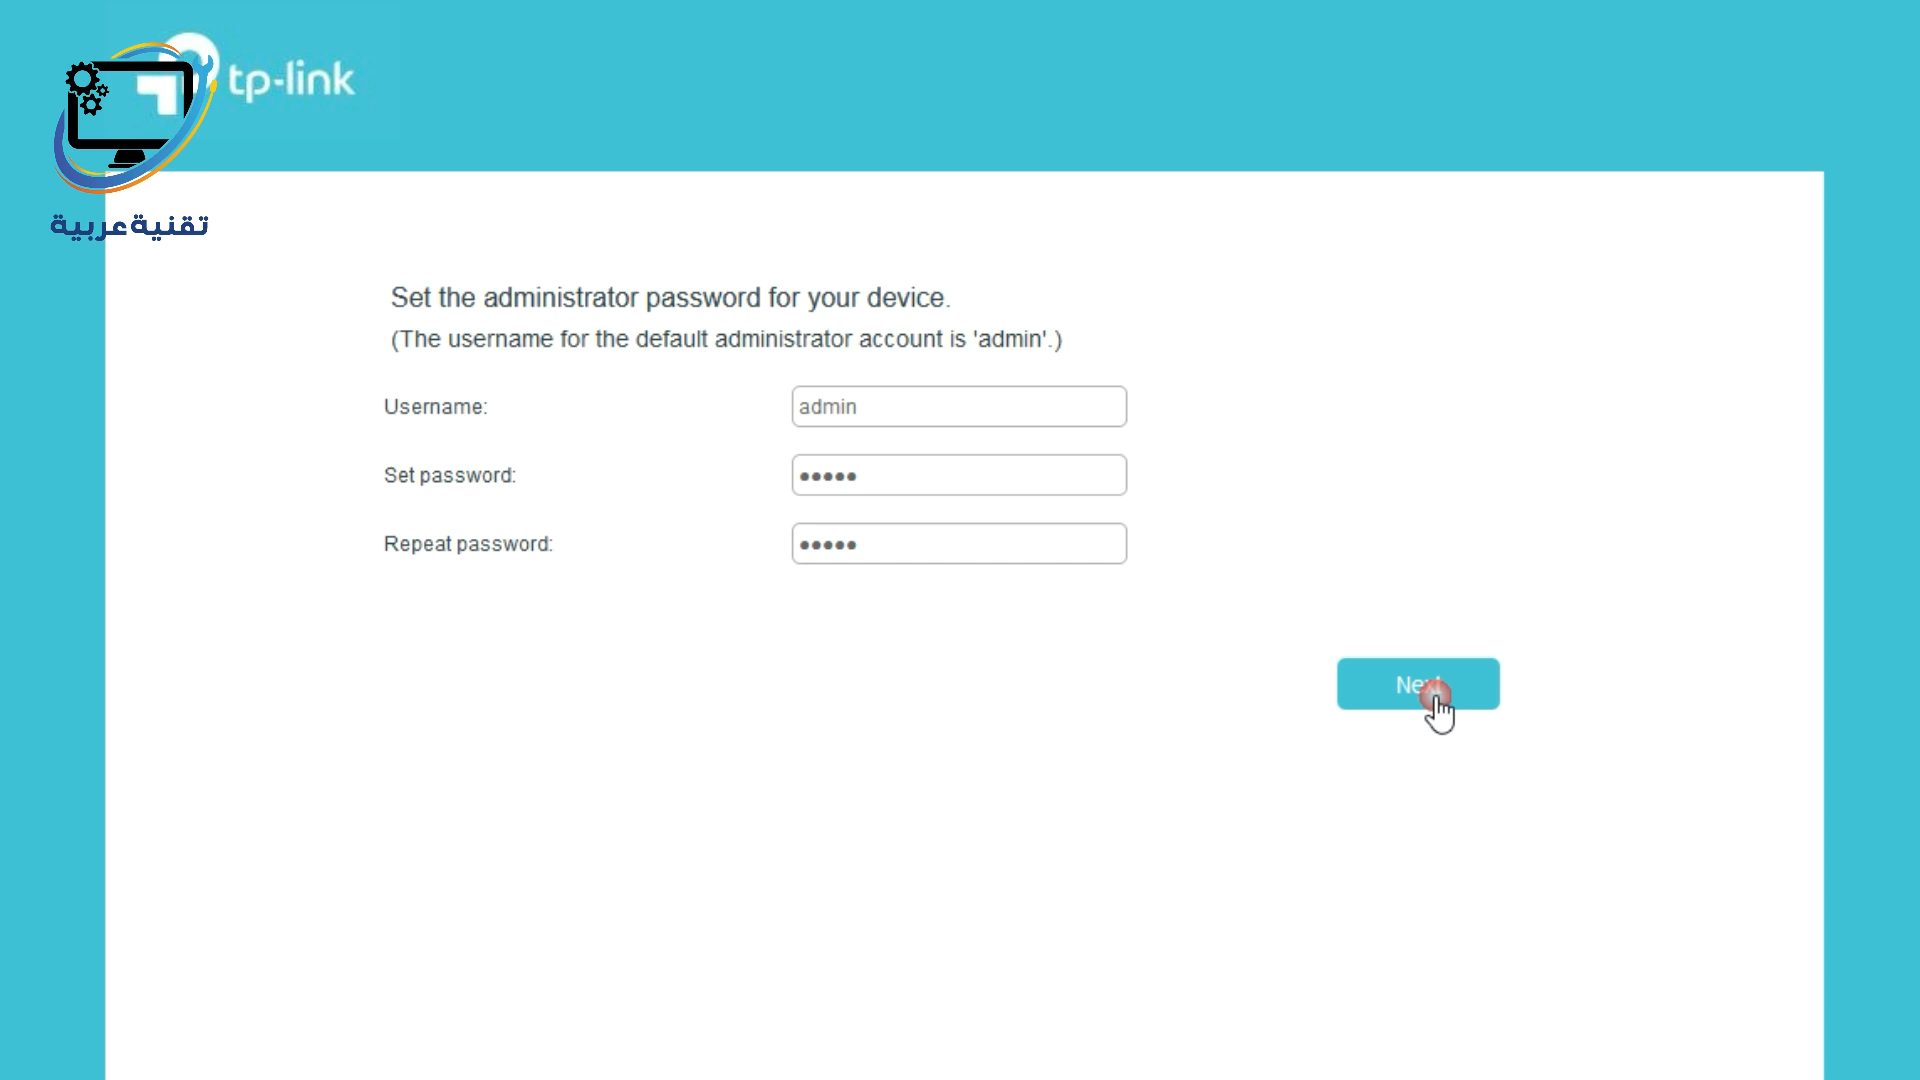 tp-link
تقنية عربية
Set the administrator password for your device.
(The username for the default administrator account is 'admin'.)
Username: admin
Set password: •••••
Repeat password: •••••
Next